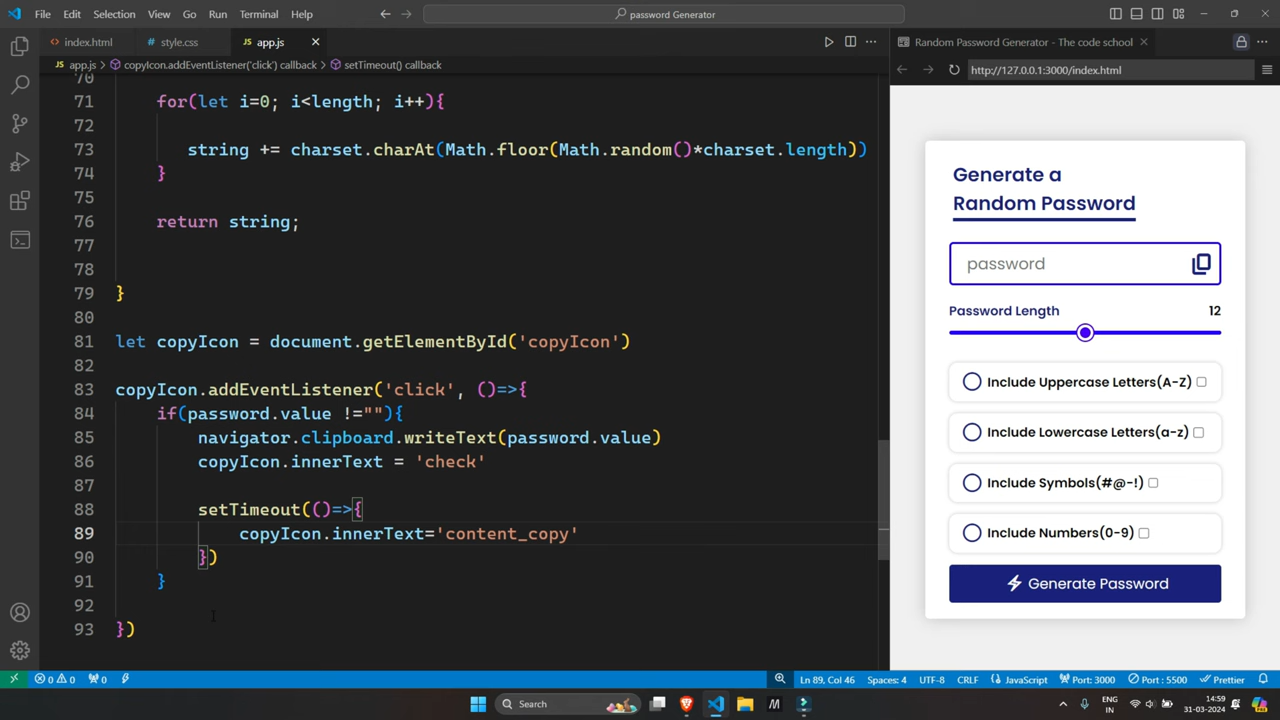 File Edit Selection View Go Run Terminal Help
password Generator
index.html
style.css
app.js
app.js
copyIcon.addEventListener('click') callback
setTimeout() callback
70
71 for(let i=0; i<length; i++){
72
73 string += charset.charAt(Math.floor(Math.random()*charset.length))
74 }
75
76 return string;
77
78
79 }
80
81 let copyIcon = document.getElementById('copyIcon')
82
83 copyIcon.addEventListener('click', ()=>{
84 if(password.value !=""){
85 navigator.clipboard.writeText(password.value)
86 copyIcon.innerText = 'check'
87
88 setTimeout(()=>{
89 copyIcon.innerText='content_copy'
90 })
91 }
92
93 })
Random Password Generator - The code school
http://127.0.0.1:3000/index.html
Generate a
Random Password
password
Password Length 12
Include Uppercase Letters(A-Z)
Include Lowercase Letters(a-z)
Include Symbols(#@-!)
Include Numbers(0-9)
Generate Password
0 0 0 Ln 89, Col 46 Spaces: 4 UTF-8 CRLF JavaScript Port: 3000 Port : 5500 Prettier
Search
ENG
IN
14:59
31-03-2024